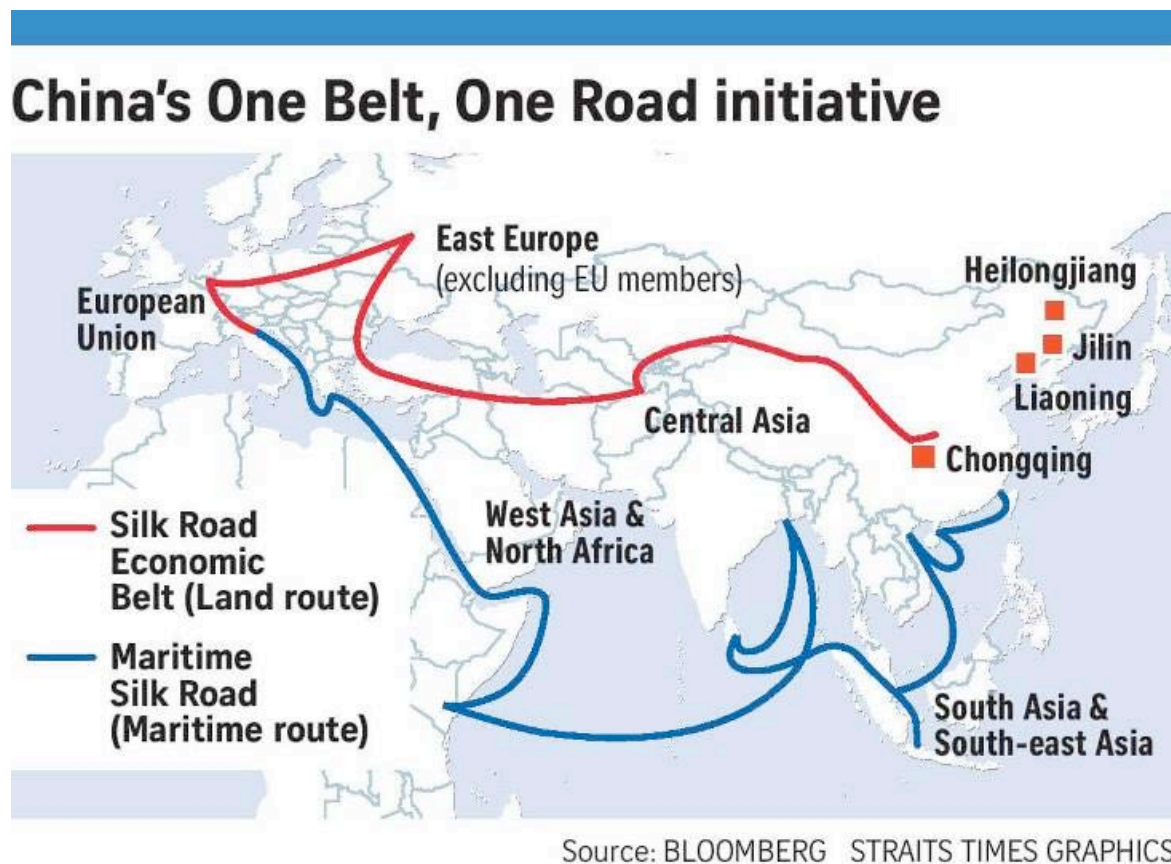 China's One Belt, One Road initiative
East Europe
(excluding EU members)
European
Union
Heilongjiang
Jilin
Liaoning
Central Asia
Chongqing
West Asia &
North Africa
Silk Road
Economic
Belt (Land route)
Maritime
Silk Road
(Maritime route)
South Asia &
South-east Asia
Source: BLOOMBERG STRAITS TIMES GRAPHICS